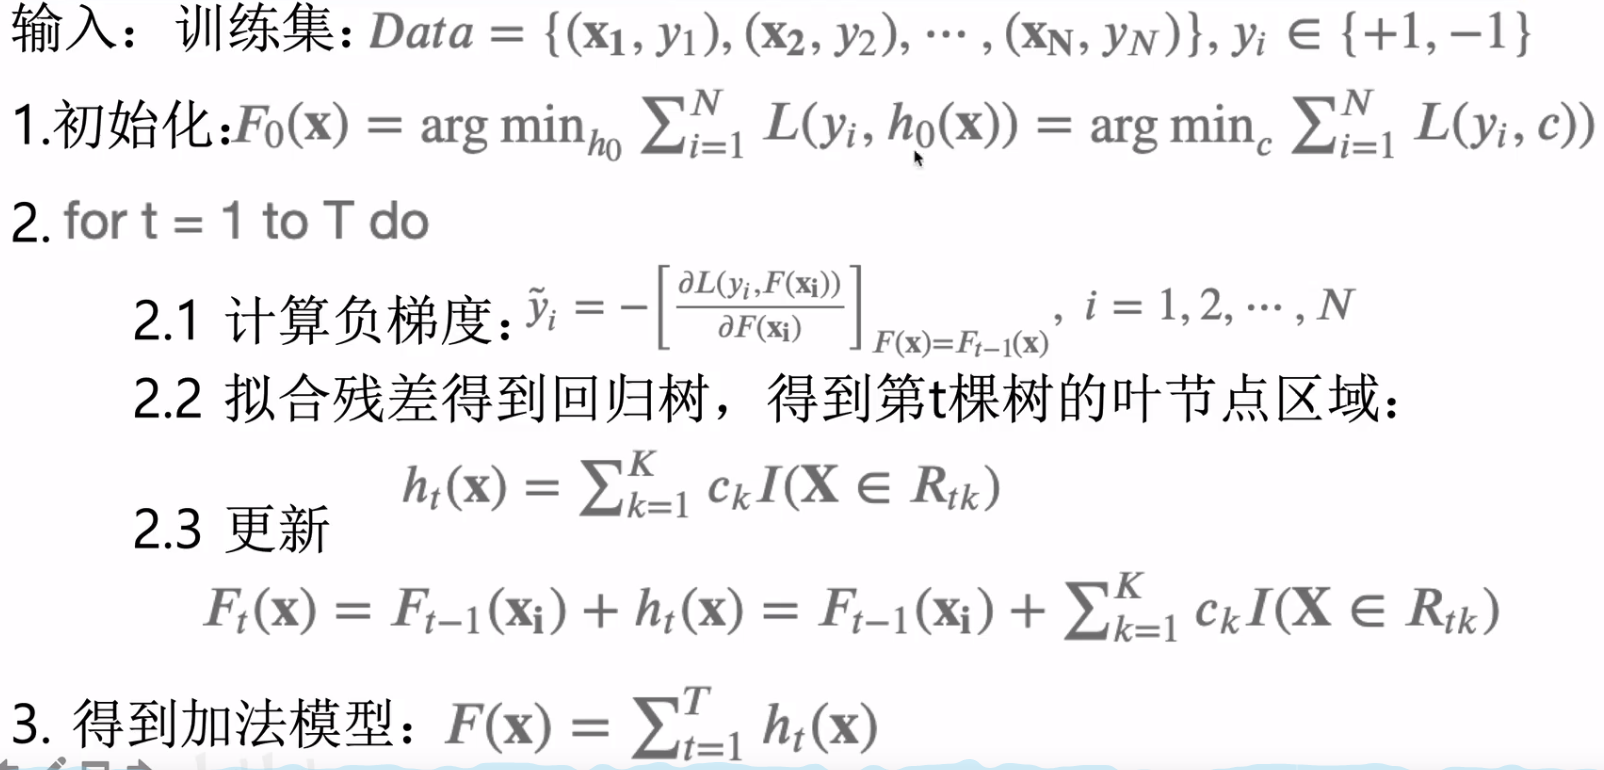 输入：训练集：Data = {(x₁, y₁), (x₂, y₂), ⋯ , (x_N, y_N)}, yᵢ ∈ {+1, −1}
1.初始化：F₀(x) = arg min_{h₀} ∑_{i=1}^{N} L(yᵢ, h₀(x)) = arg min_c ∑_{i=1}^{N} L(yᵢ, c))
2. for t = 1 to T do
2.1 计算负梯度：ỹᵢ = −[∂L(yᵢ,F(xᵢ))/∂F(xᵢ)]_{F(x)=F_{t−1}(x)}, i = 1, 2, ⋯ , N
2.2 拟合残差得到回归树，得到第t棵树的叶节点区域：
h_t(x) = ∑_{k=1}^{K} c_k I(X ∈ R_{tk})
2.3 更新
F_t(x) = F_{t−1}(xᵢ) + h_t(x) = F_{t−1}(xᵢ) + ∑_{k=1}^{K} c_k I(X ∈ R_{tk})
3. 得到加法模型：F(x) = ∑_{t=1}^{T} h_t(x)